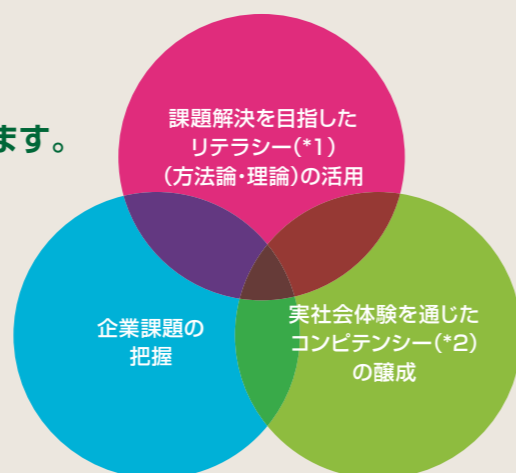 ます。
課題解決を目指した
リテラシー(*1)
(方法論・理論)の活用
企業課題の
把握
実社会体験を通じた
コンピテンシー(*2)
の醸成